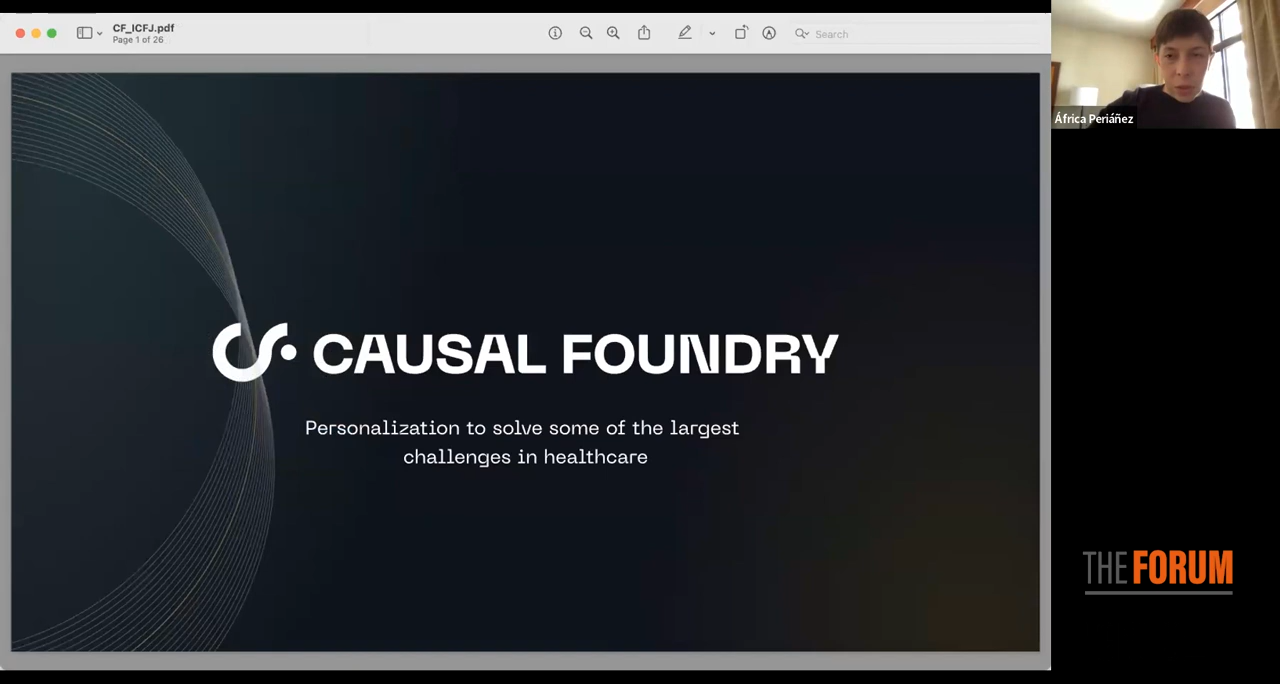 CF_ICFJ.pdf
Page 1 of 26
Search
África Periáñez
CAUSAL FOUNDRY
Personalization to solve some of the largest
challenges in healthcare
THE FORUM